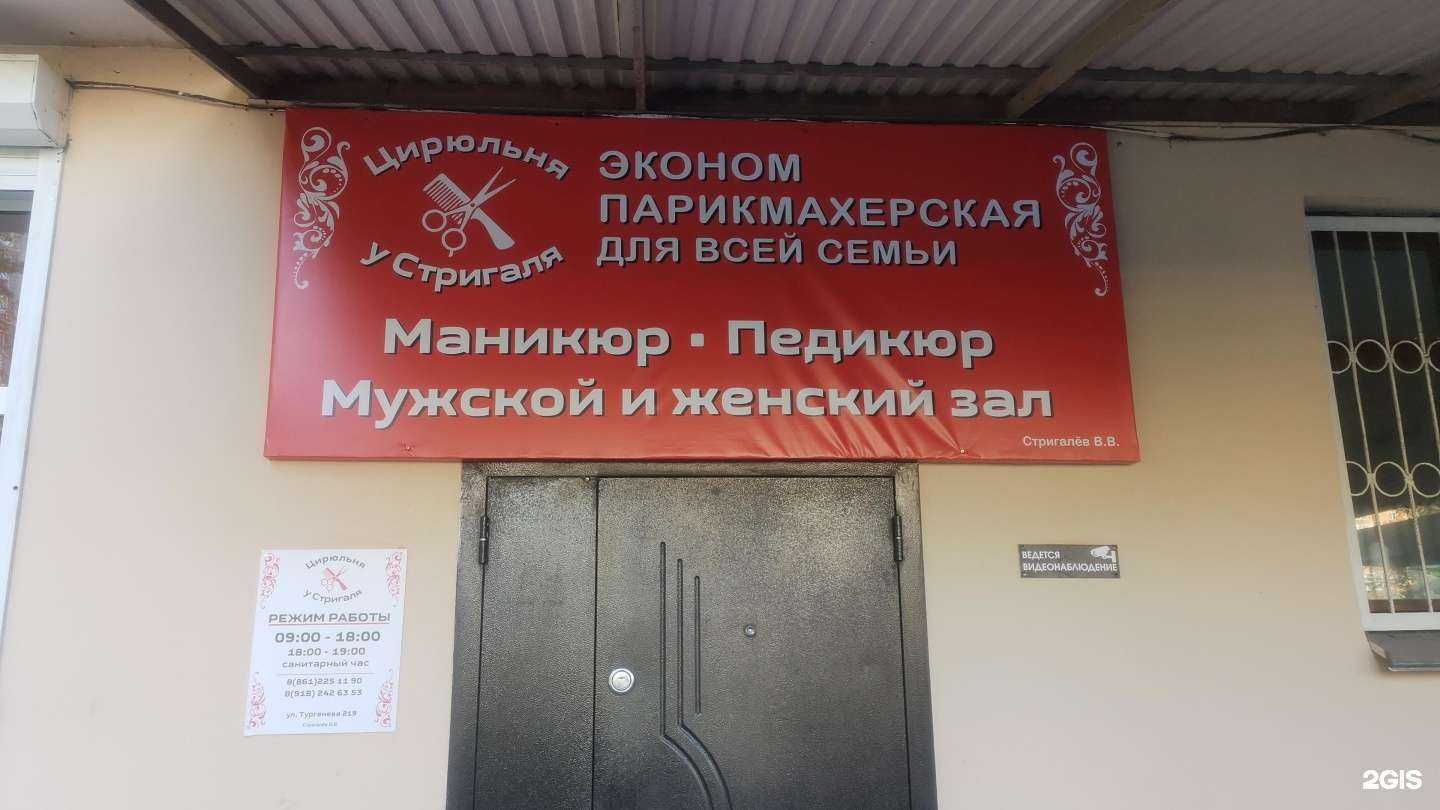 Цирюльня
у Стригаля
ЭКОНОМ
ПАРИКМАХЕРСКАЯ
ДЛЯ ВСЕЙ СЕМЬИ
Маникюр ▪ Педикюр
Мужской и женский зал
Стригалёв В.В.
Цирюльня
у Стригаля
РЕЖИМ РАБОТЫ
09:00 - 18:00
18:00 - 19:00
санитарный час
8(861)225 11 90
8(918) 242 63 53
ул. Тургенева 219
Стригалёв В.В.
ВЕДЕТСЯ
ВИДЕОНАБЛЮДЕНИЕ
2GIS